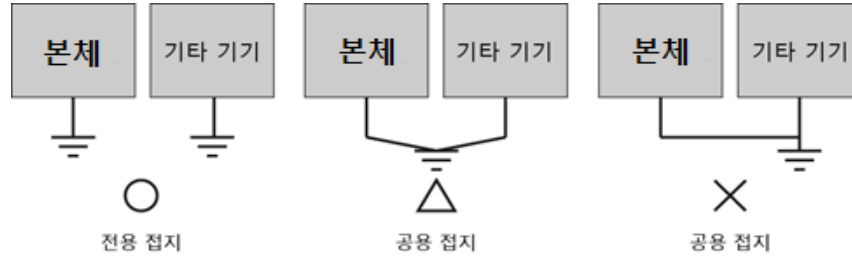 본체 기타 기기 본체 기타 기기 본체 기타 기기
전용 접지 공용 접지 공용 접지